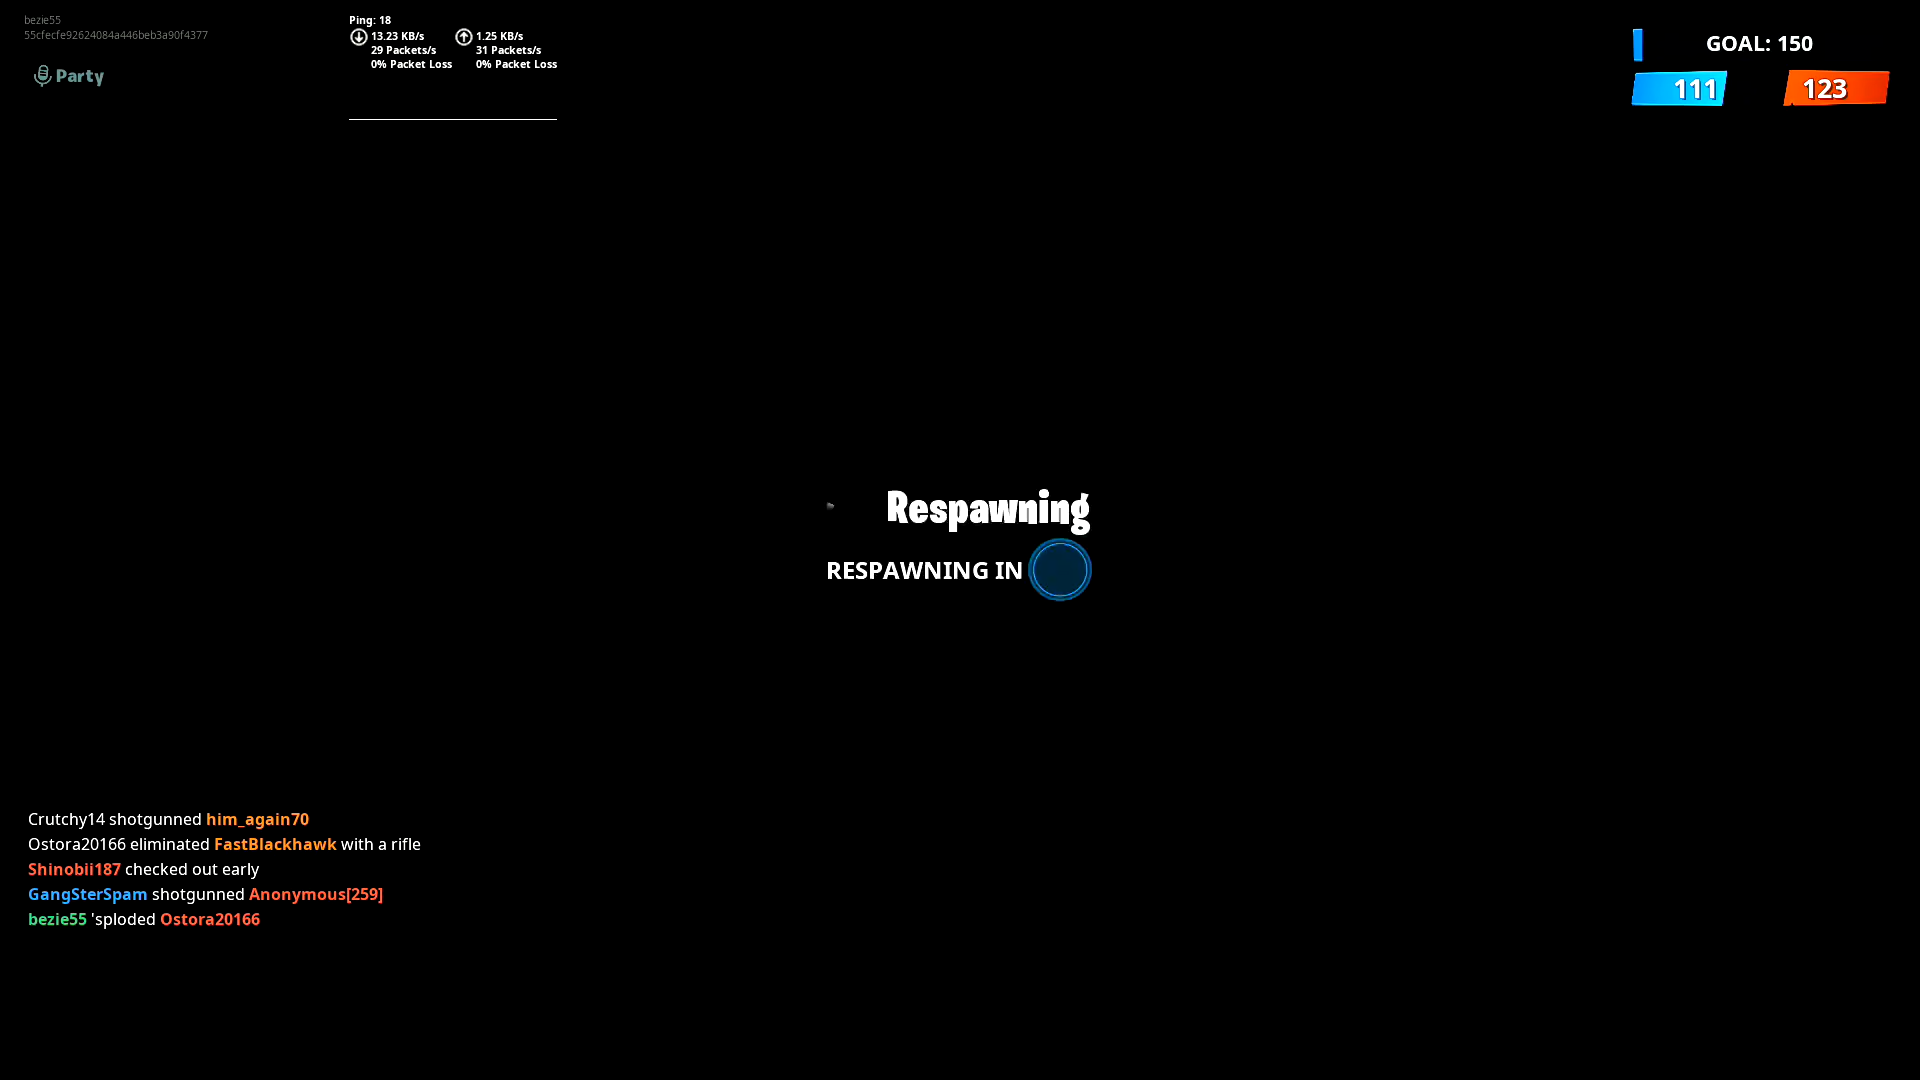 bezie55
55cfecfe92624084a446beb3a90f4377
Party
Ping: 18
13.23 KB/s
29 Packets/s
0% Packet Loss
1.25 KB/s
31 Packets/s
0% Packet Loss
GOAL: 150
111
123
Respawning
RESPAWNING IN
Crutchy14 shotgunned him_again70
Ostora20166 eliminated FastBlackhawk with a rifle
Shinobii187 checked out early
GangSterSpam shotgunned Anonymous[259]
bezie55 'sploded Ostora20166